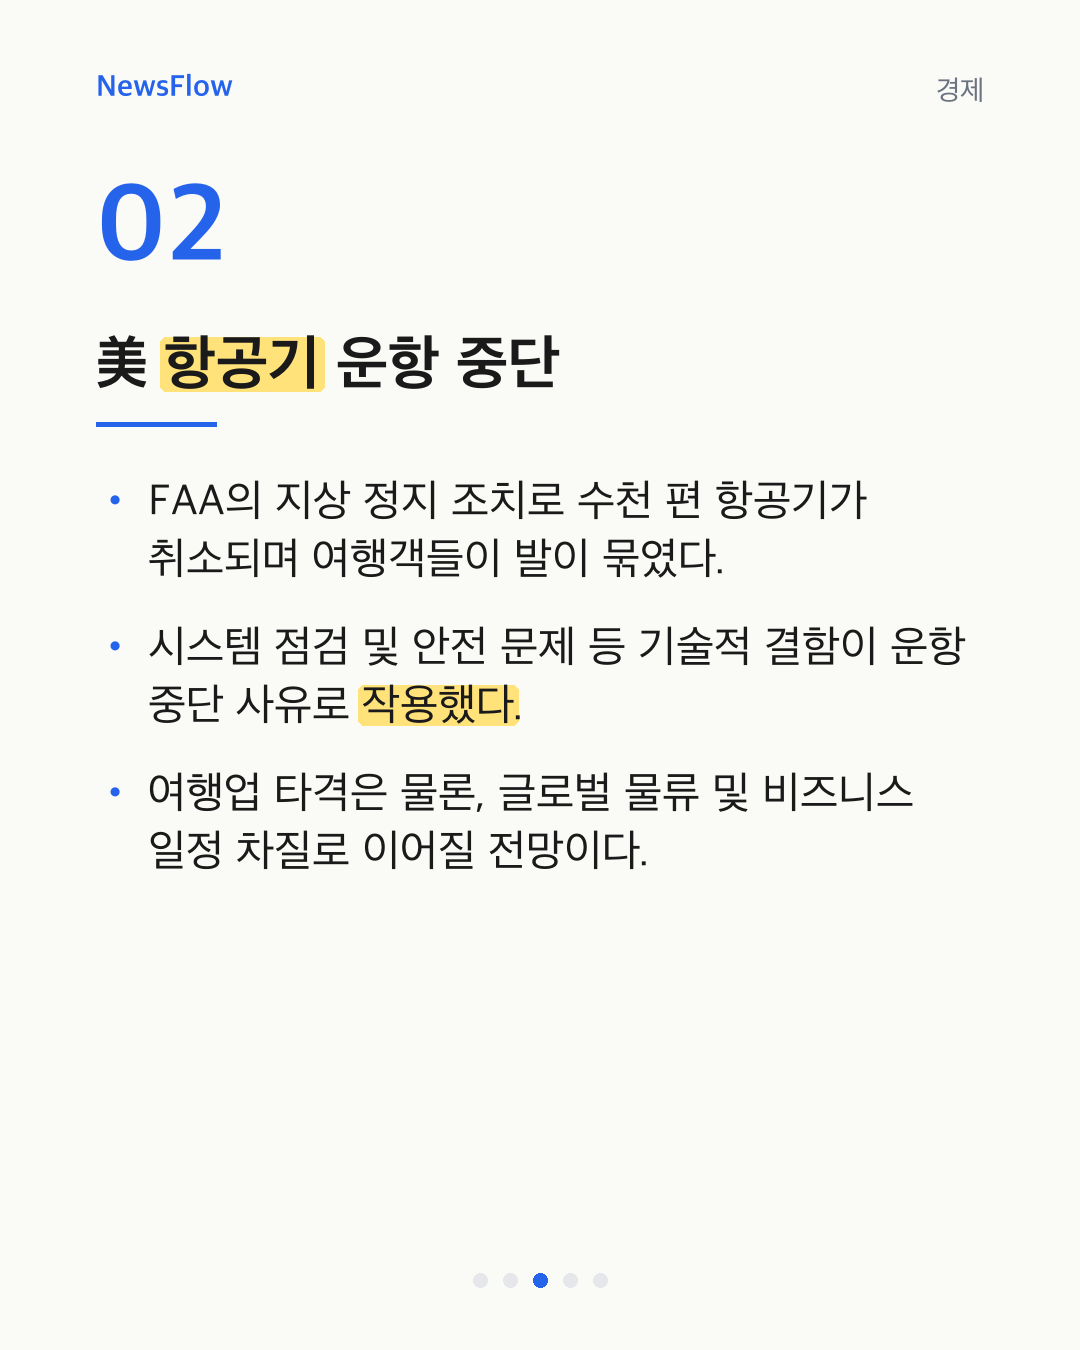 NewsFlow
경제
02
美 항공기 운항 중단
• FAA의 지상 정지 조치로 수천 편 항공기가
취소되며 여행객들이 발이 묶였다.
• 시스템 점검 및 안전 문제 등 기술적 결함이 운항
중단 사유로 작용했다.
• 여행업 타격은 물론, 글로벌 물류 및 비즈니스
일정 차질로 이어질 전망이다.